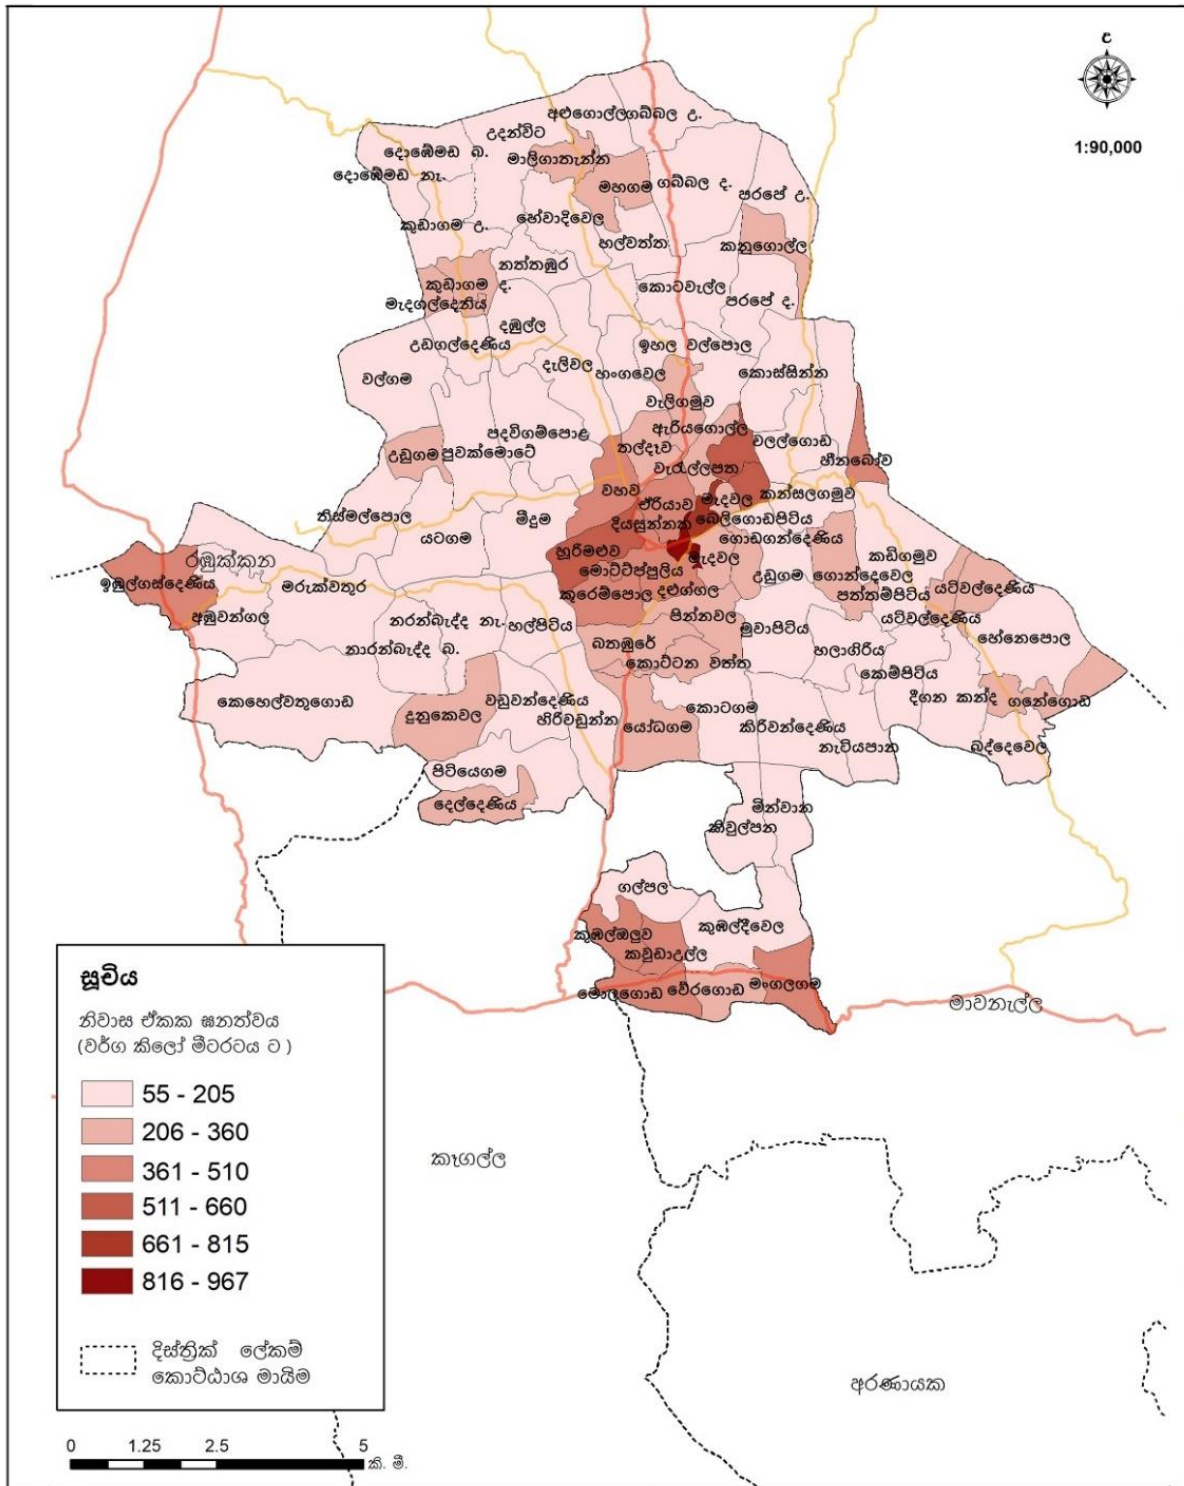 උ
1:90,000
අළුගොල්ල
ගබ්බල උ.
උදන්විට
දොඹේමඩ බ.
මාලිගාතැන්න
දොඹේමඩ නැ.
මහගම
ගබ්බල ද.
පරපේ උ.
හේවාදිවෙල
කුඩාගම උ.
හල්වත්ත
කනුගොල්ල
නත්තඹුර
කුඩාගම ද.
කොටවැල්ල
පරපේ ද.
මැදගල්දෙනිය
දඹුල්ල
උඩගල්දෙණිය
ඉහල වල්පොල
දැලිවල
හංගවෙල
කොස්සින්න
වල්ගම
වැලිගමුව
පදවිගම්පොළ
ඇරියගොල්ල
වලල්ගොඩ
උඩුගම
පුවක්මොටේ
තල්දෑව
හීනබෝව
වැරැල්ලපත
වහව
ඒරියාව
මැදවල
කන්සලගමුව
තිස්මල්පොල
මීදුම
දියසුන්නත
බෙලිගොඩපිටිය
යටගම
ගොඩගන්දෙණිය
හුරිමළුව
මැදවල
කඩිගමුව
රඹුක්කන
මොට්ටප්පුලිය
උඩුගම
ගොන්දෙවෙල
ඉඹුල්ගස්දෙණිය
මරුක්වතුර
කුරෙම්පොල
දළුග්ගල
පත්තම්පිටිය
යටිවල්දෙණිය
අඹුවන්ගල
නරන්බැද්ද නැ.
හල්පිටිය
පින්නවල
මුවාපිටිය
යටිවල්දෙණිය
හේනෙපොල
නාරන්බැද්ද බ.
බතඹුරේ
හලාගිරිය
කොට්ටන වත්ත
කෙම්පිටිය
කෙහෙල්වතුගොඩ
වඩුවන්දෙණිය
දුනුකෙවල
කොටගම
දීගන කන්ද
ගනේගොඩ
හිරිවඩුන්න
යෝධගම
කිරිවන්දෙණිය
නැටියපාන
බද්දෙවෙල
පිටියෙගම
දෙල්දෙණිය
මින්වාන
කිවුල්පන
ගල්පල
කුඹල්ඔලුව
කුඹල්දීවෙල
කවුඩාඋල්ල
මොලගොඩ
වේරගොඩ
මංගලගම
මාවනැල්ල
සූචිය
නිවාස ඒකක ඝනත්වය
(වර්ග කිලෝ මීටරටය ට )
55 - 205
206 - 360
361 - 510
511 - 660
661 - 815
816 - 967
දිස්ත්‍රික් ලේකම්
කොට්ඨාශ මායිම
කෑගල්ල
අරණායක
0 1.25 2.5 5
කි. මී.